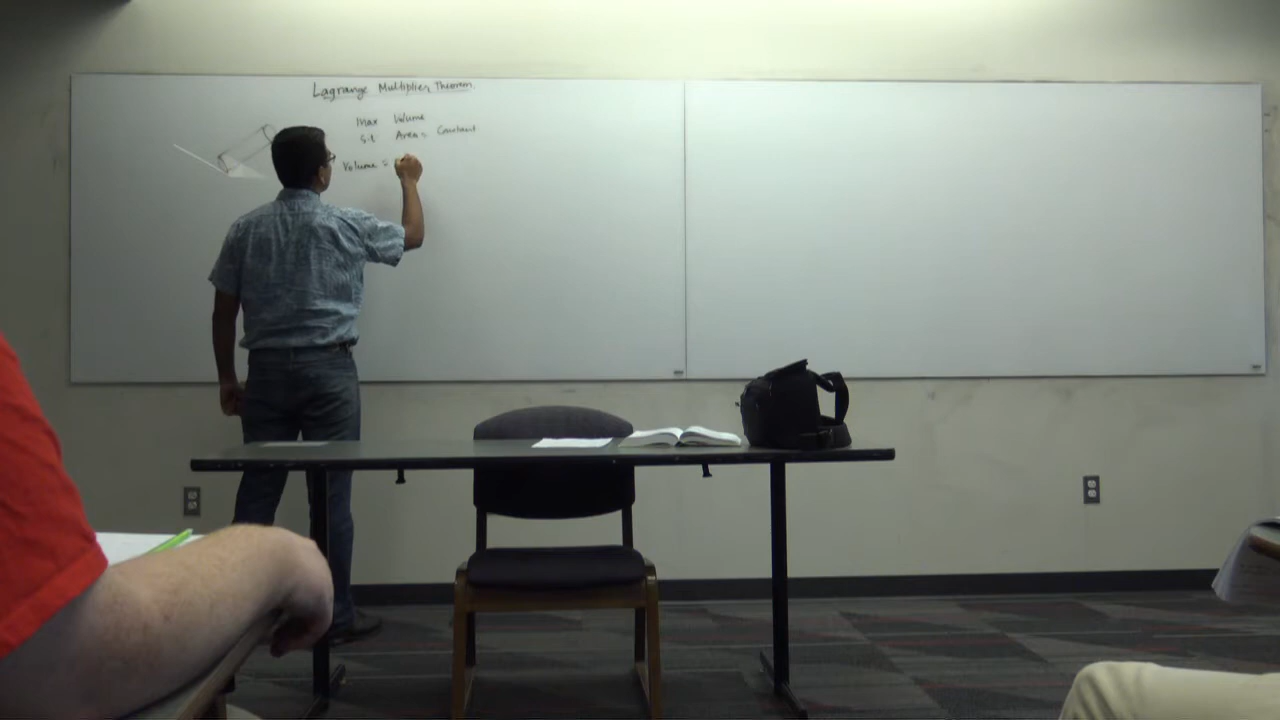 Lagrange Multiplier Theorem.
Max Volume
s.t Area = Constant
Volume =